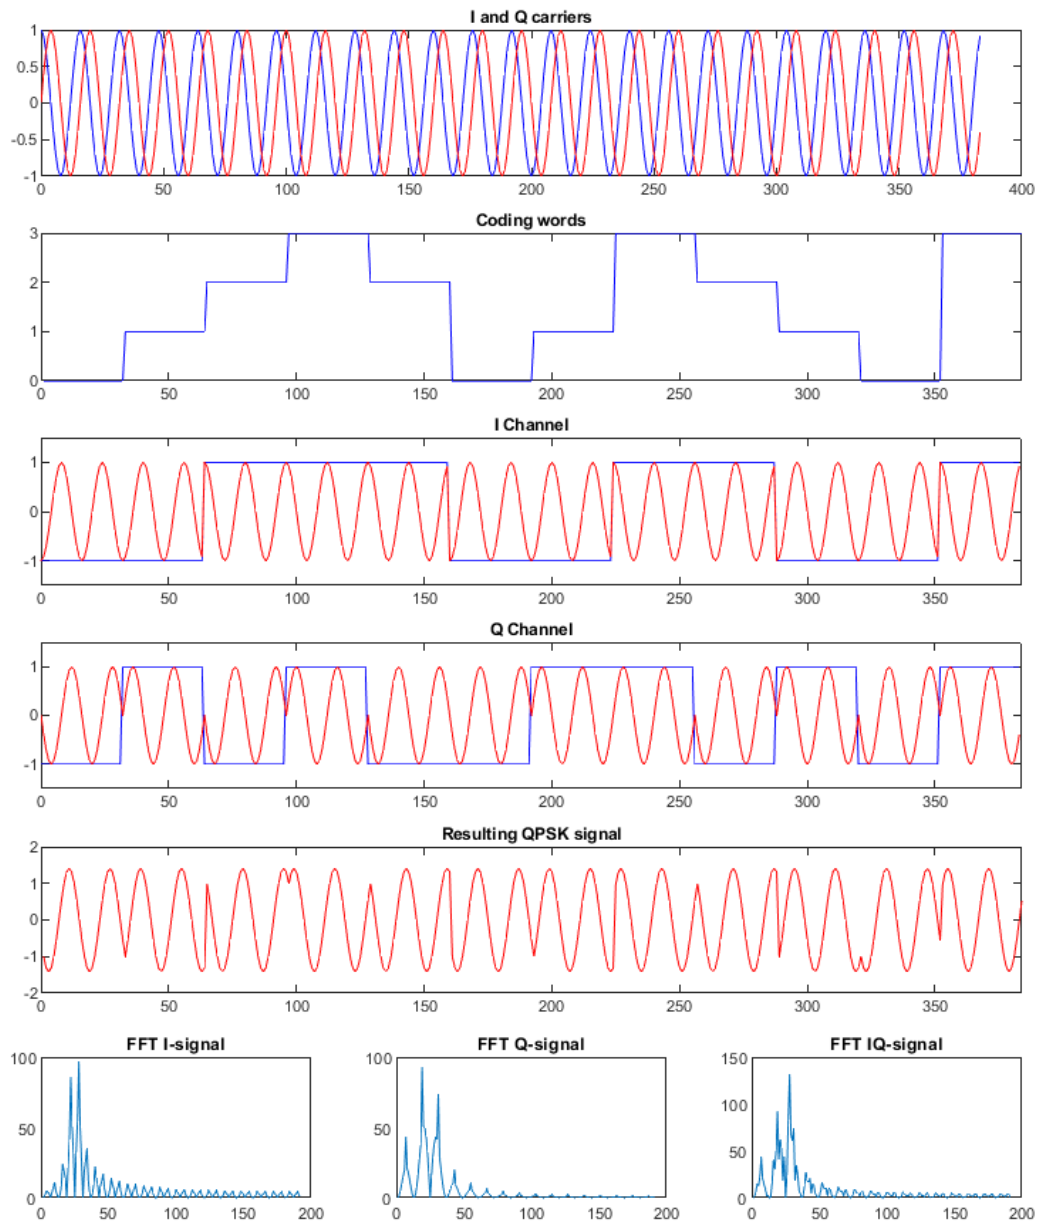 I and Q carriers
1
0.5
0
-0.5
-1
0 50 100 150 200 250 300 350 400
Coding words
3
2
1
0
0 50 100 150 200 250 300 350
I Channel
1
0
-1
0 50 100 150 200 250 300 350
Q Channel
1
0
-1
0 50 100 150 200 250 300 350
Resulting QPSK signal
2
1
0
-1
-2
0 50 100 150 200 250 300 350
FFT I-signal
100
50
0
0 50 100 150 200
FFT Q-signal
100
50
0
0 50 100 150 200
FFT IQ-signal
150
100
50
0
0 50 100 150 200